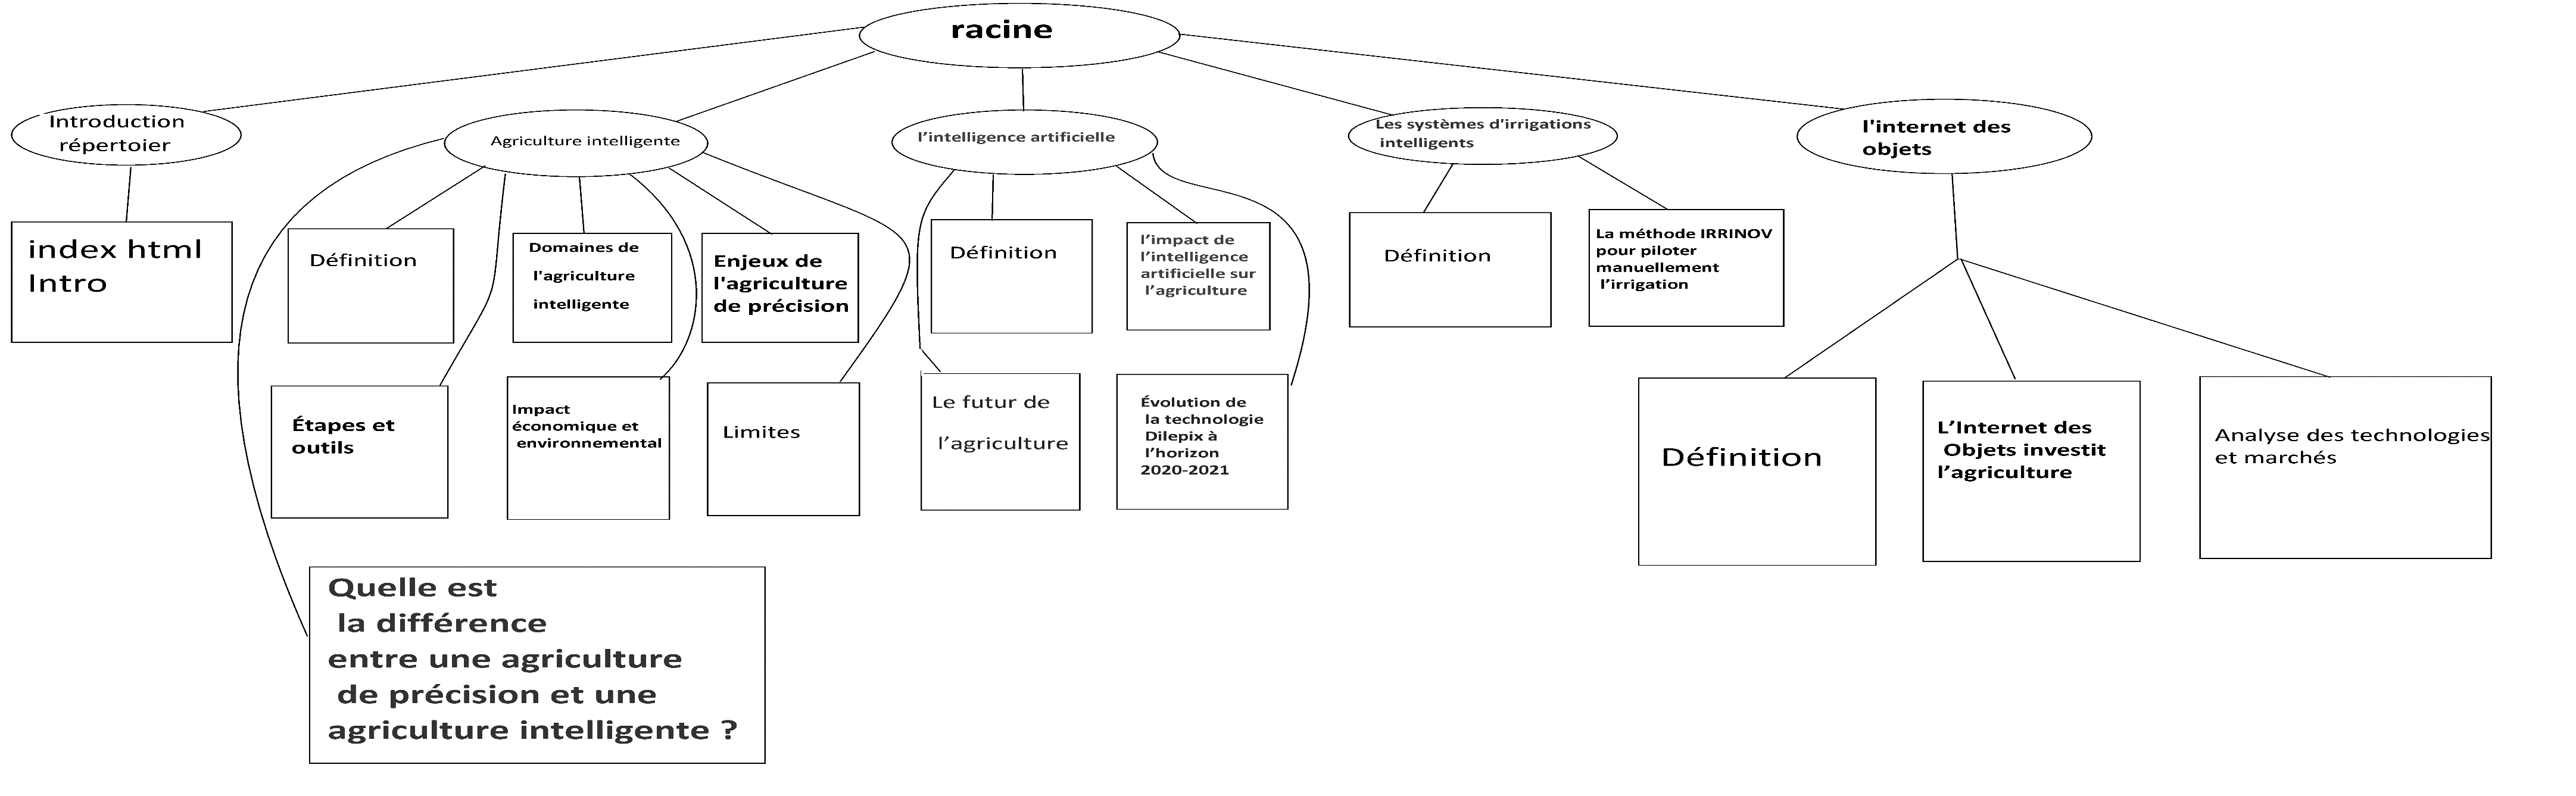 racine
Introduction
répertoier
Agriculture intelligente
l’intelligence artificielle
Les systèmes d'irrigations
intelligents
l'internet des
objets
index html
Intro
Définition
Domaines de
l'agriculture
intelligente
Enjeux de
l'agriculture
de précision
Définition
l’impact de
l’intelligence
artificielle sur
l’agriculture
Définition
La méthode IRRINOV
pour piloter
manuellement
l’irrigation
Étapes et
outils
Impact
économique et
environnemental
Limites
Le futur de
l’agriculture
Évolution de
la technologie
Dilepix à
l’horizon
2020-2021
Définition
L’Internet des
Objets investit
l’agriculture
Analyse des technologies
et marchés
Quelle est
la différence
entre une agriculture
de précision et une
agriculture intelligente ?